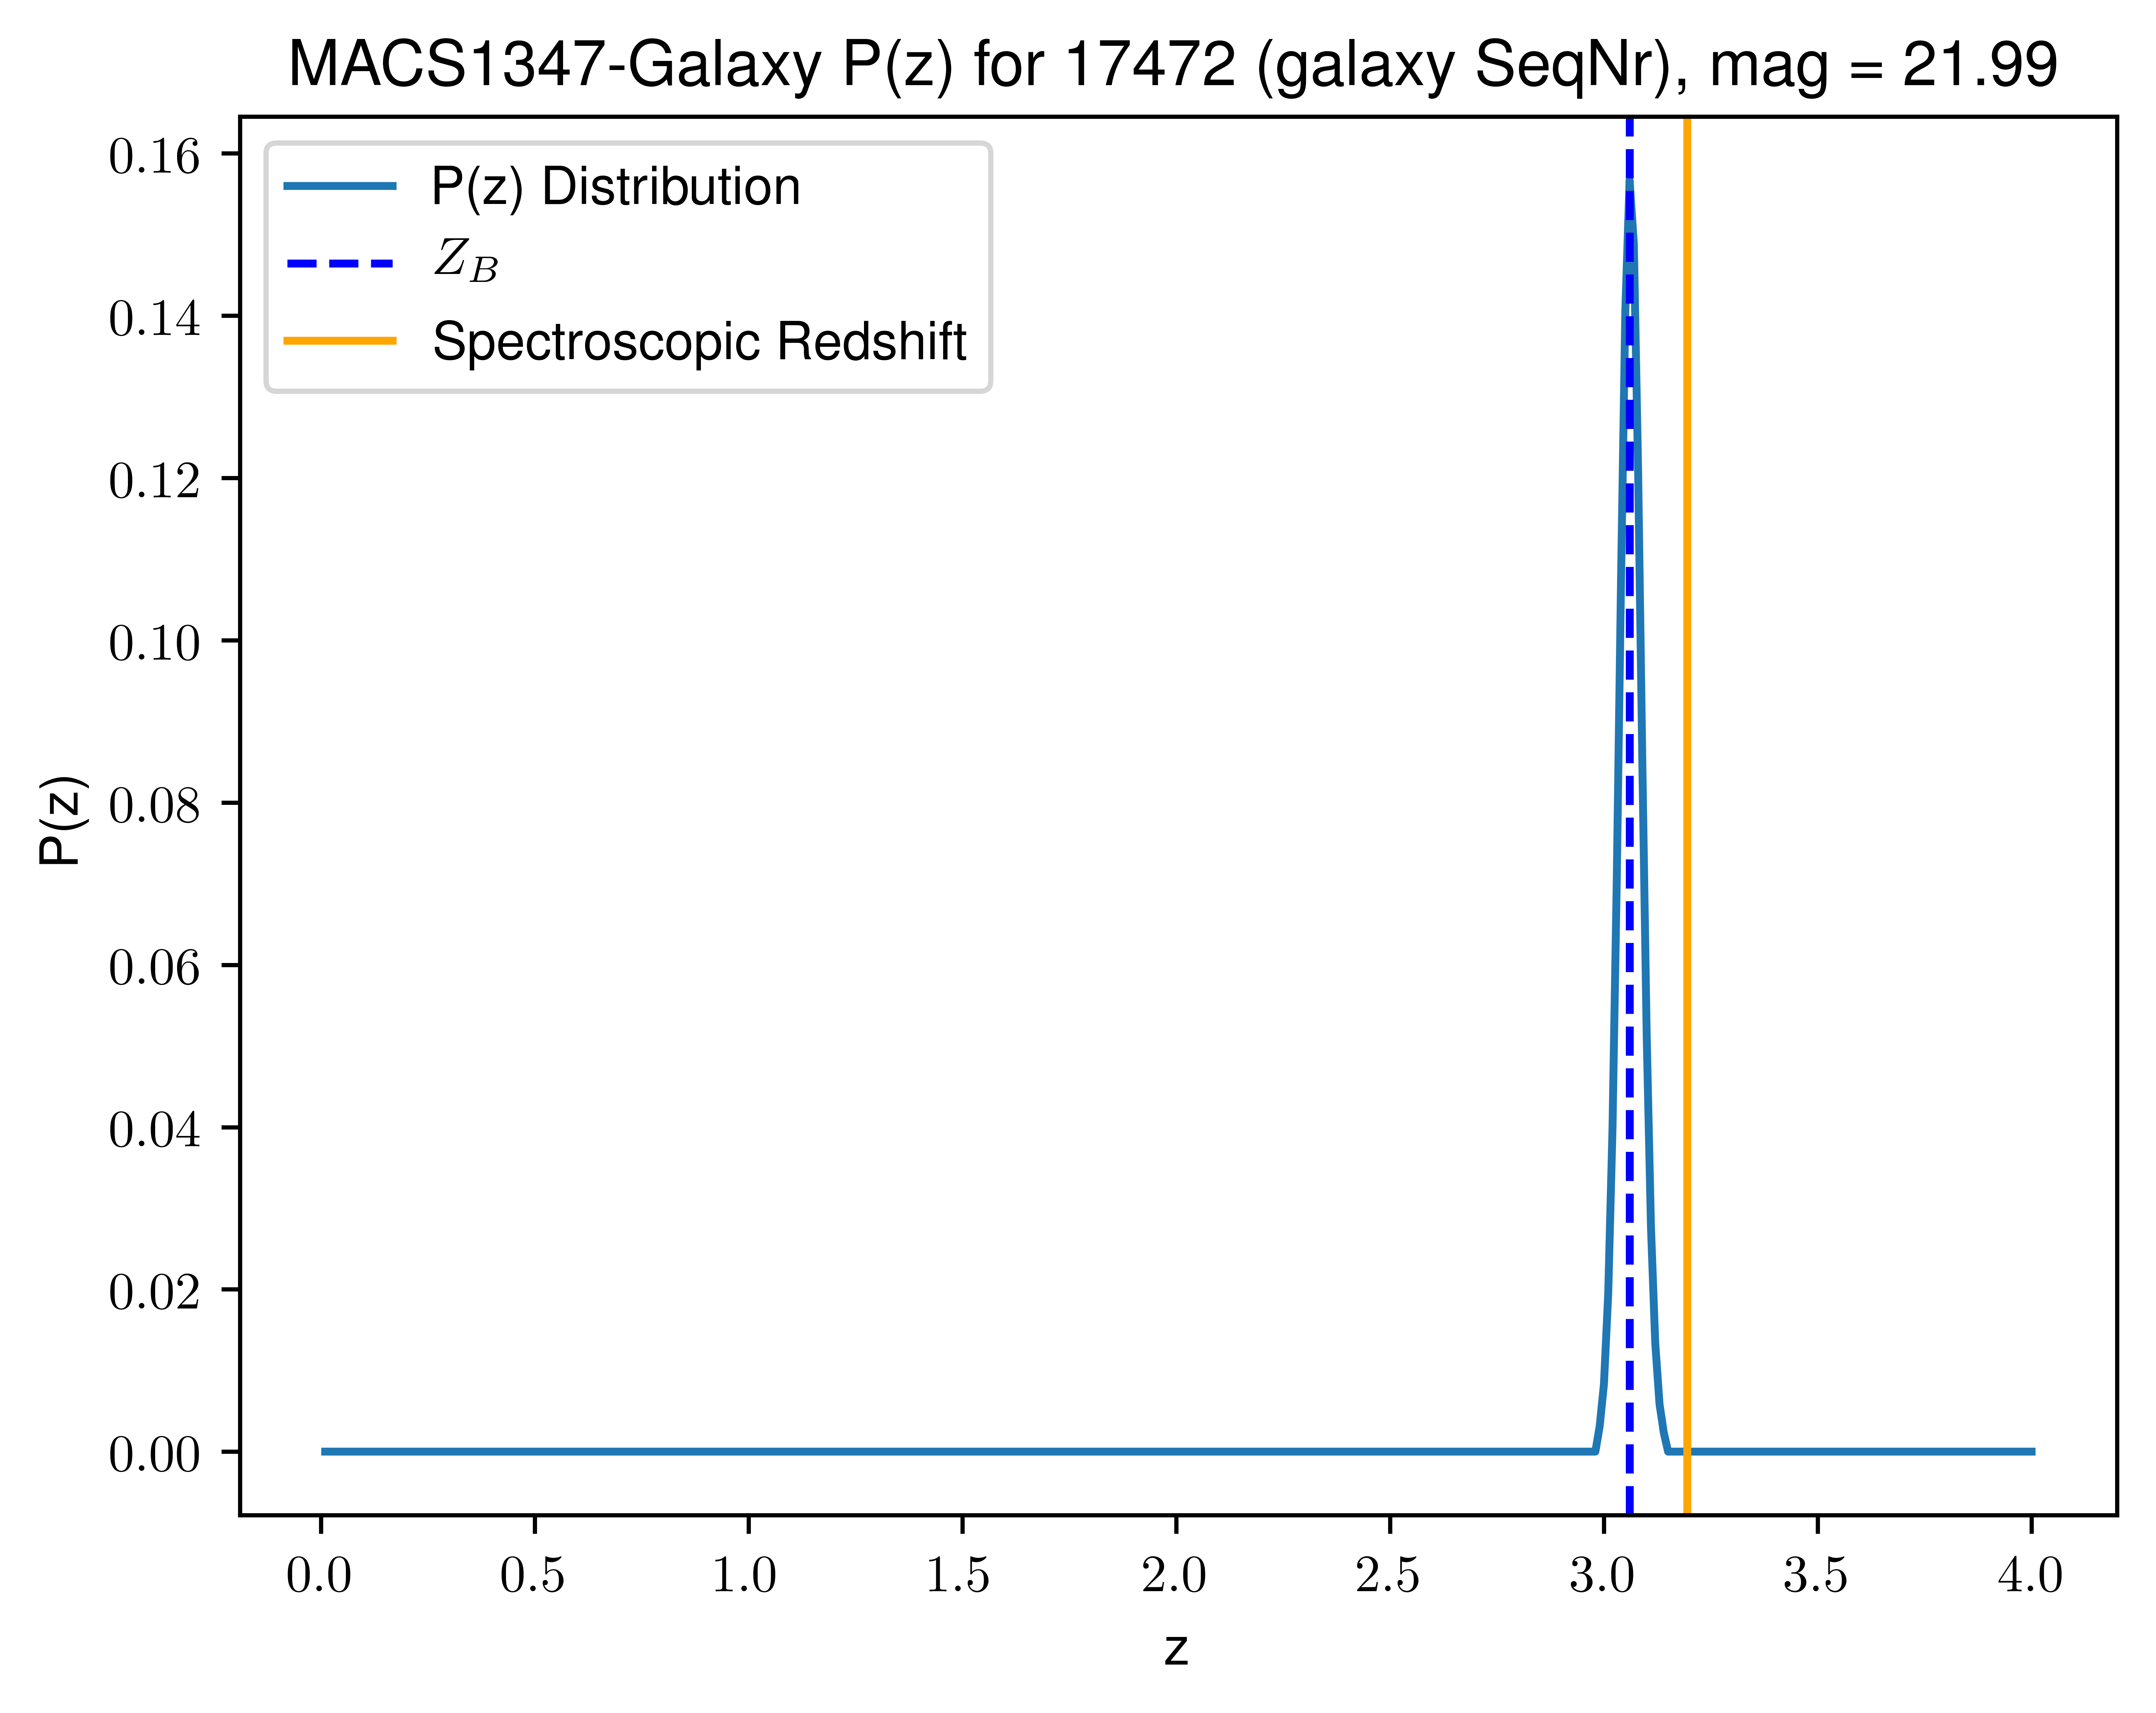 MACS1347-Galaxy P(z) for 17472 (galaxy SeqNr), mag = 21.99
P(z) Distribution
Z_B
Spectroscopic Redshift
0.16
0.14
0.12
0.10
0.08
0.06
0.04
0.02
0.00
P(z)
0.0 0.5 1.0 1.5 2.0 2.5 3.0 3.5 4.0
z